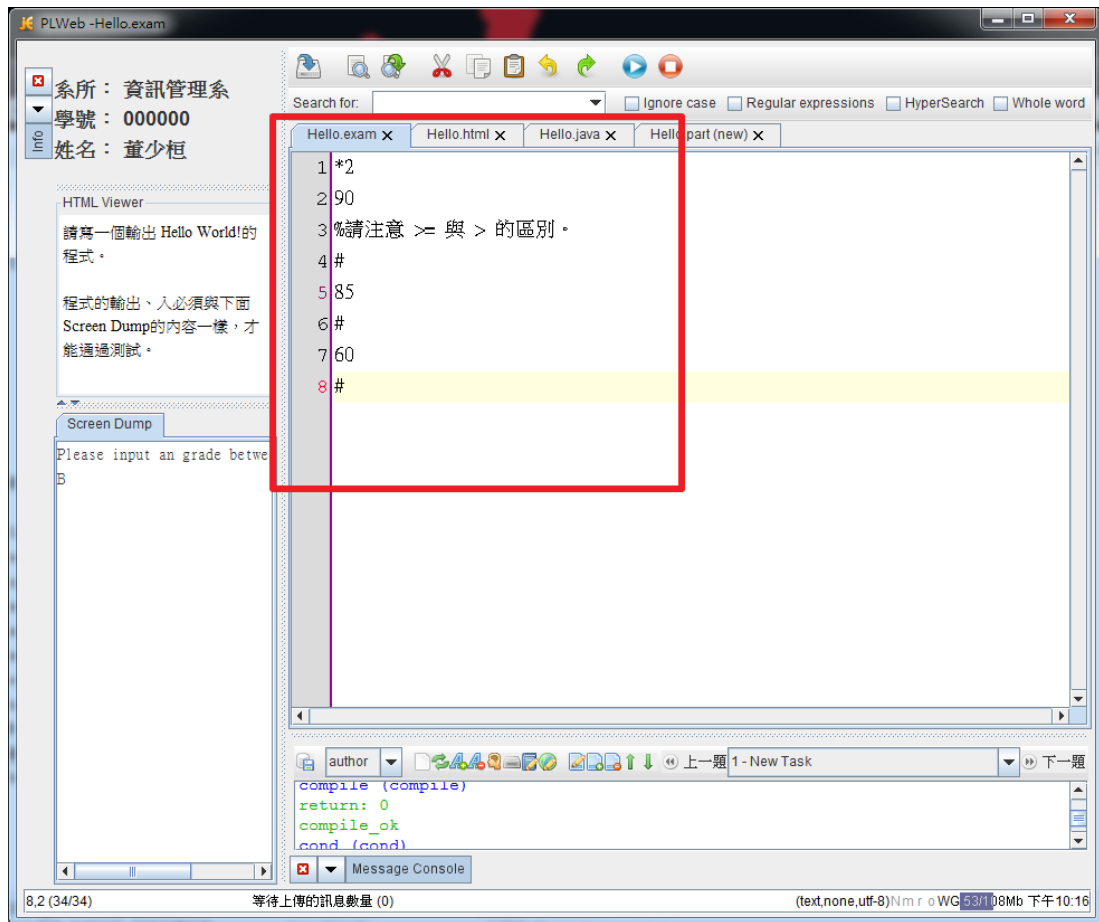 PLWeb -Hello.exam
系所： 資訊管理系
學號： 000000
姓名： 董少桓
Info
HTML Viewer
請寫一個輸出 Hello World!的
程式。
程式的輸出、入必須與下面
Screen Dump的內容一樣，才
能通過測試。
Screen Dump
Please input an grade betwe
B
Search for:
Ignore case
Regular expressions
HyperSearch
Whole word
Hello.exam
Hello.html
Hello.java
Hello.part (new)
1 *2
2 90
3 %請注意 >= 與 > 的區別。
4 #
5 85
6 #
7 60
8 #
author
上一題
1 - New Task
下一題
compile (compile)
return: 0
compile_ok
cond (cond)
Message Console
8,2 (34/34)
等待上傳的訊息數量 (0)
(text,none,utf-8)N m r o WG 53/108Mb 下午10:16